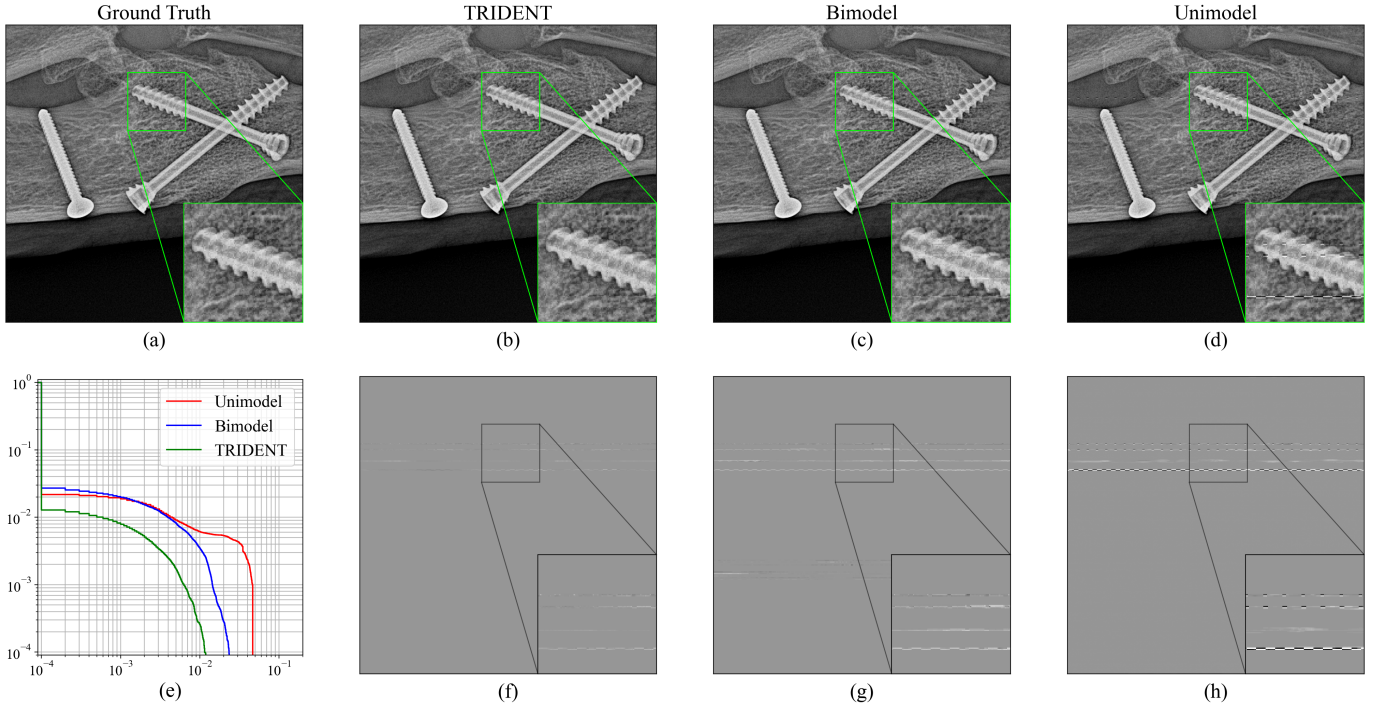 Ground Truth
TRIDENT
Bimodel
Unimodel
(a)
(b)
(c)
(d)
10^0
10^−1
10^−2
10^−3
10^−4
Unimodel
Bimodel
TRIDENT
10^−4
10^−3
10^−2
10^−1
(e)
(f)
(g)
(h)